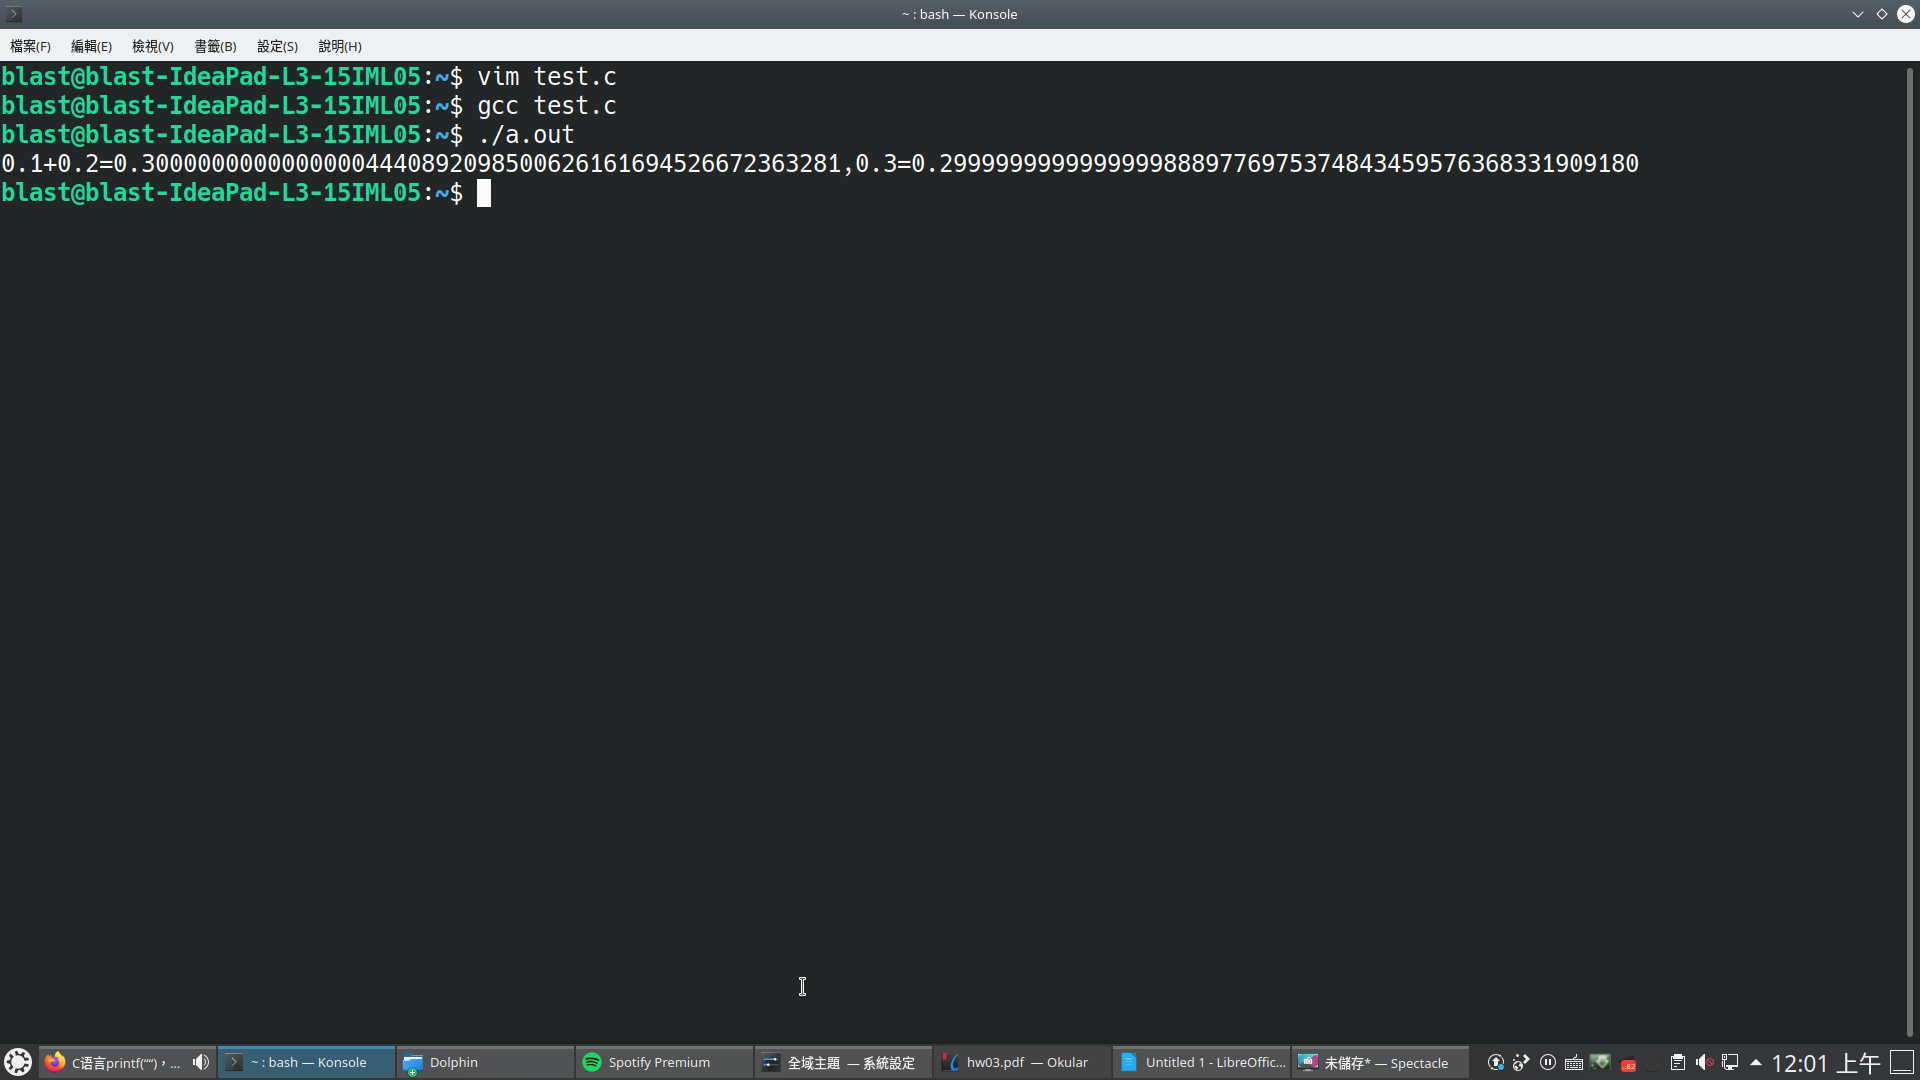 ~ : bash — Konsole
檔案(F) 編輯(E) 檢視(V) 書籤(B) 設定(S) 說明(H)
blast@blast-IdeaPad-L3-15IML05:~$ vim test.c
blast@blast-IdeaPad-L3-15IML05:~$ gcc test.c
blast@blast-IdeaPad-L3-15IML05:~$ ./a.out
0.1+0.2=0.3000000000000000444089209850062616169452667236328​1,0.3=0.29999999999999998889776975374843459576368331909180
blast@blast-IdeaPad-L3-15IML05:~$
C语言printf("")，... ~ : bash — Konsole Dolphin Spotify Premium 全域主題 — 系統設定 hw03.pdf — Okular Untitled 1 - LibreOffic... 未儲存* — Spectacle .82 12:01 上午